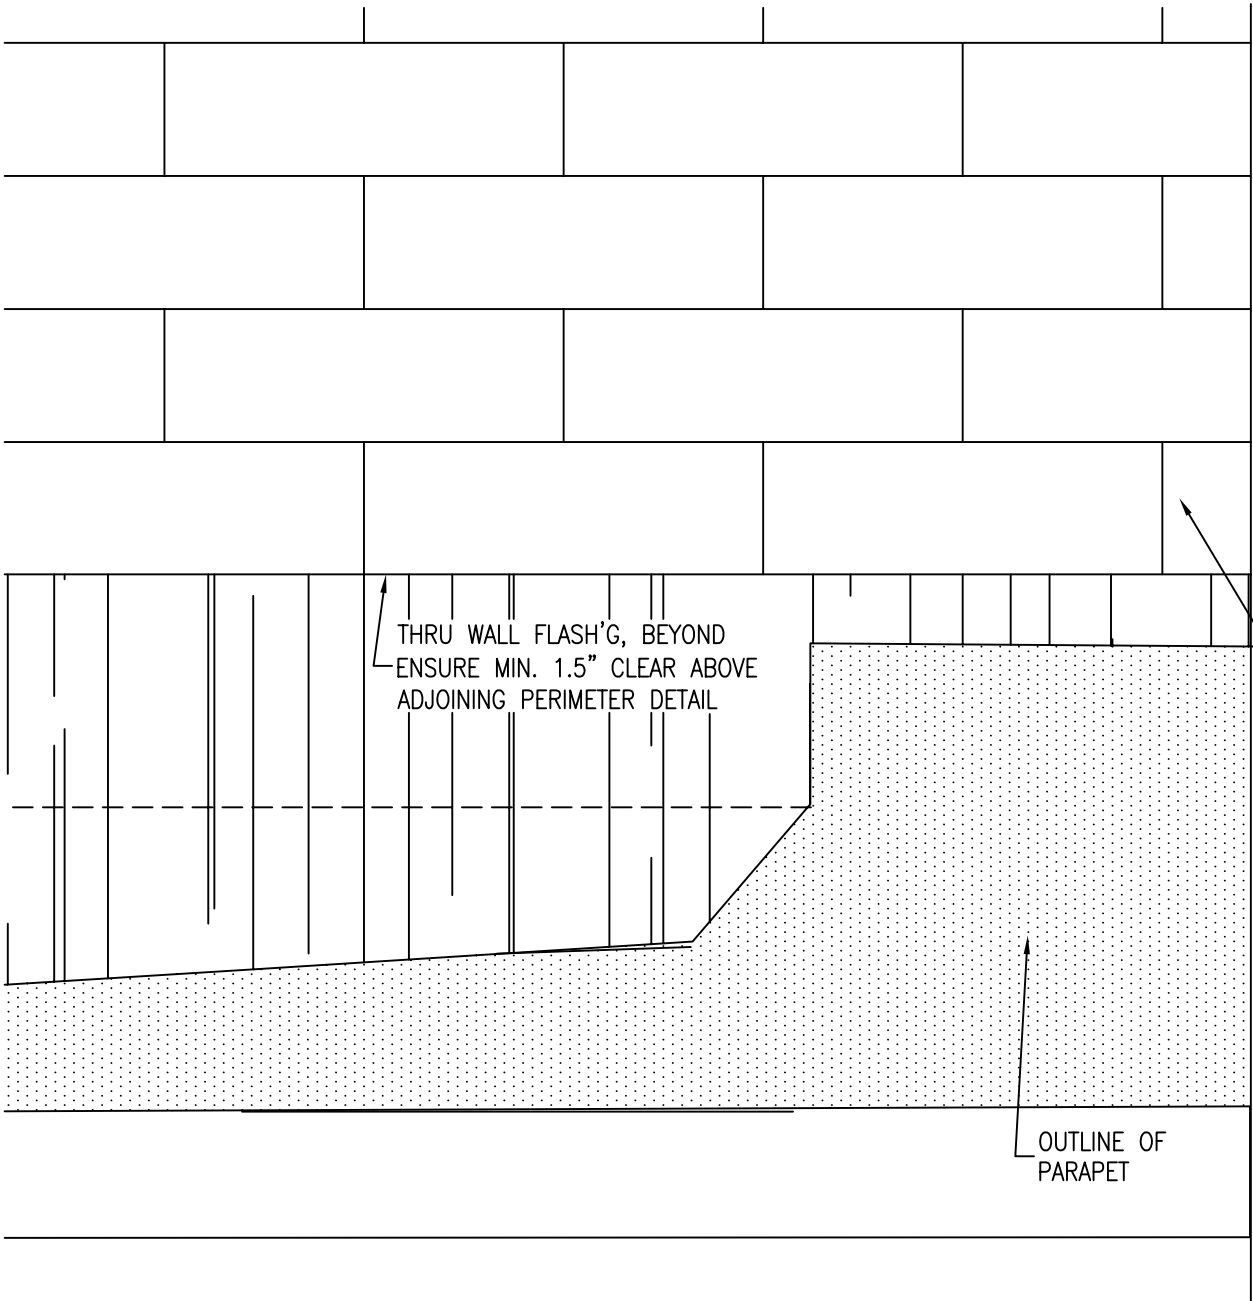 THRU WALL FLASH'G, BEYOND
ENSURE MIN. 1.5" CLEAR ABOVE
ADJOINING PERIMETER DETAIL
OUTLINE OF
PARAPET